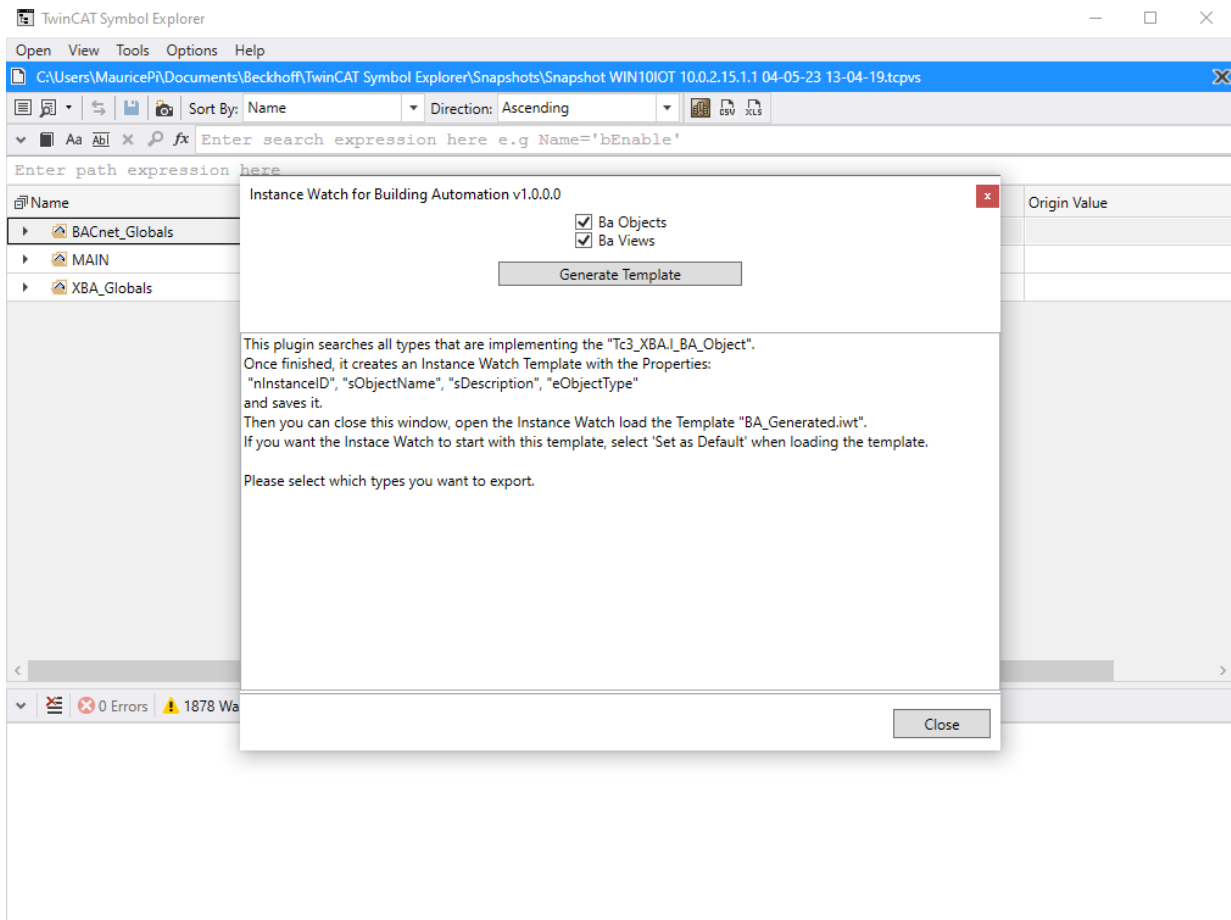 TwinCAT Symbol Explorer
Open View Tools Options Help
C:\Users\MauricePi\Documents\Beckhoff\TwinCAT Symbol Explorer\Snapshots\Snapshot WIN10IOT 10.0.2.15.1.1 04-05-23 13-04-19.tcpvs
Sort By: Name Direction: Ascending CSV XLS
Aa Abl fx Enter search expression here e.g Name='bEnable'
Enter path expression here
Name Origin Value
BACnet_Globals
MAIN
XBA_Globals
Instance Watch for Building Automation v1.0.0.0
Ba Objects
Ba Views
Generate Template
This plugin searches all types that are implementing the "Tc3_XBA.I_BA_Object".
Once finished, it creates an Instance Watch Template with the Properties:
"nInstanceID", "sObjectName", "sDescription", "eObjectType"
and saves it.
Then you can close this window, open the Instance Watch load the Template "BA_Generated.iwt".
If you want the Instace Watch to start with this template, select 'Set as Default' when loading the template.
Please select which types you want to export.
Close
0 Errors 1878 Wa